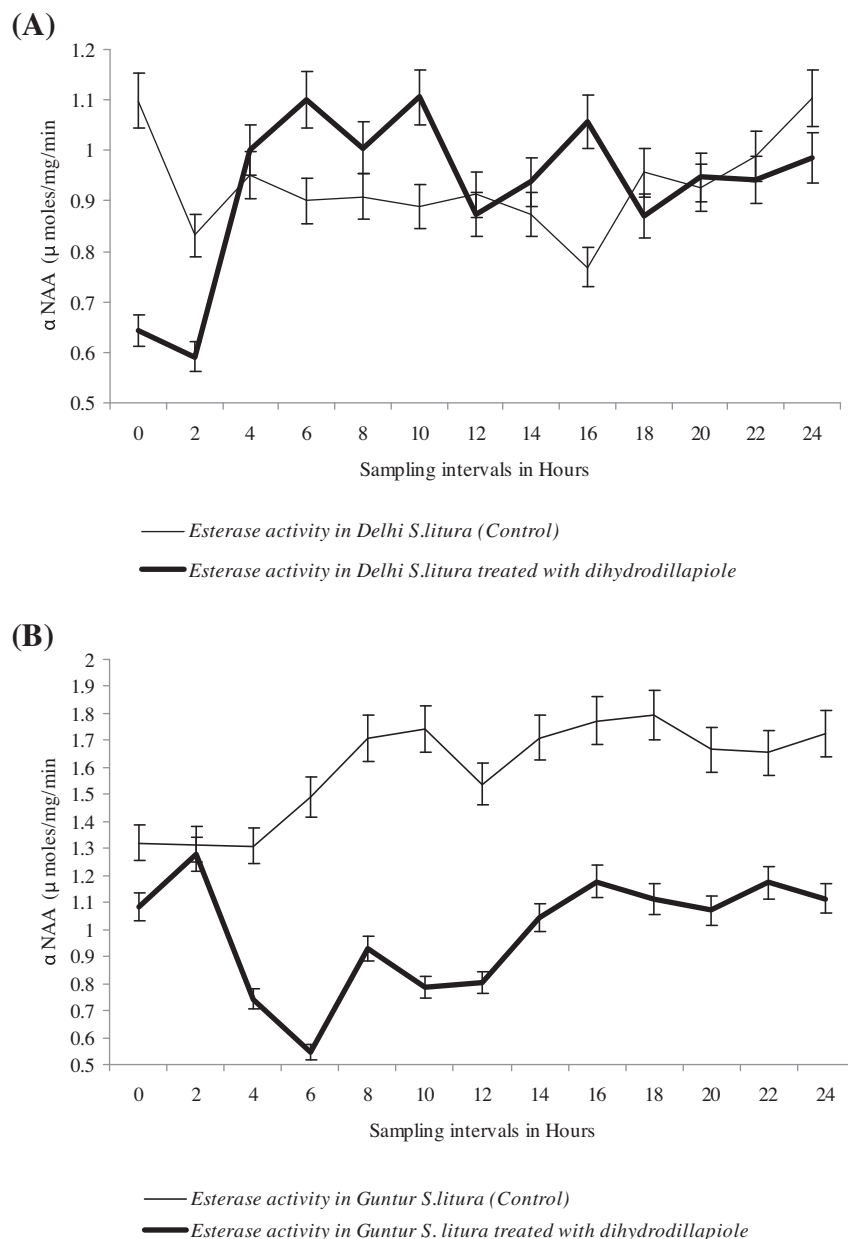 (A)
1.2
1.1
1
0.9
0.8
0.7
0.6
0.5
α NAA (µ moles/mg/min
0 2 4 6 8 10 12 14 16 18 20 22 24
Sampling intervals in Hours
Esterase activity in Delhi S.litura (Control)
Esterase activity in Delhi S.litura treated with dihydrodillapiole
(B)
2
1.9
1.8
1.7
1.6
1.5
1.4
1.3
1.2
1.1
1
0.9
0.8
0.7
0.6
0.5
α NAA (µ moles/mg/min
0 2 4 6 8 10 12 14 16 18 20 22 24
Sampling intervals in Hours
Esterase activity in Guntur S.litura (Control)
Esterase activity in Guntur S. litura treated with dihydrodillapiole